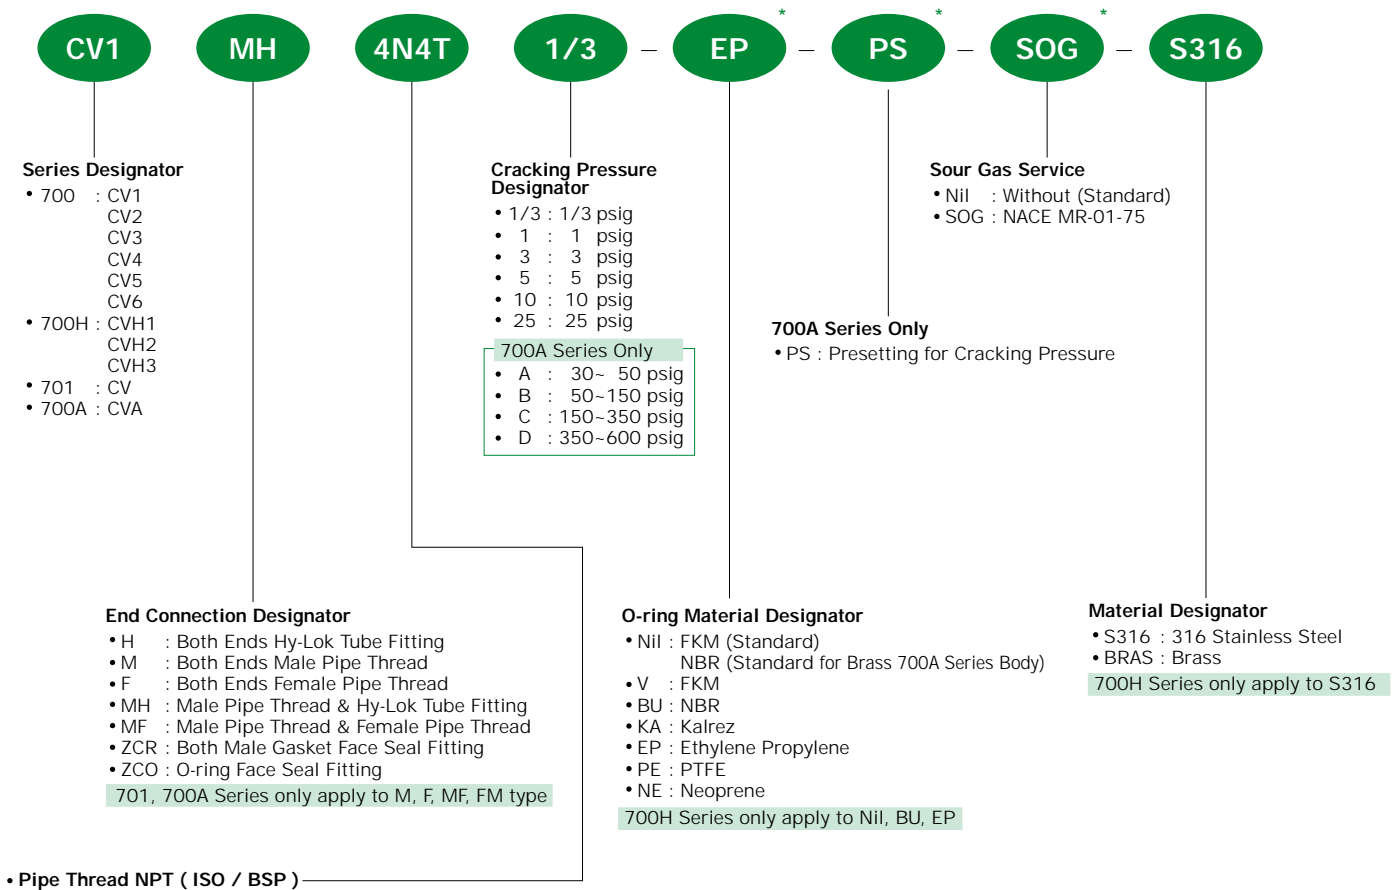 CV1 MH 4N4T 1/3 – EP* – PS* – SOG* – S316
Series Designator
• 700 : CV1
CV2
CV3
CV4
CV5
CV6
• 700H : CVH1
CVH2
CVH3
• 701 : CV
• 700A : CVA
Cracking Pressure
Designator
• 1/3 : 1/3 psig
• 1 : 1 psig
• 3 : 3 psig
• 5 : 5 psig
• 10 : 10 psig
• 25 : 25 psig
700A Series Only
• A : 30~ 50 psig
• B : 50~150 psig
• C : 150~350 psig
• D : 350~600 psig
Sour Gas Service
• Nil : Without (Standard)
• SOG : NACE MR-01-75
700A Series Only
• PS : Presetting for Cracking Pressure
End Connection Designator
• H : Both Ends Hy-Lok Tube Fitting
• M : Both Ends Male Pipe Thread
• F : Both Ends Female Pipe Thread
• MH : Male Pipe Thread & Hy-Lok Tube Fitting
• MF : Male Pipe Thread & Female Pipe Thread
• ZCR : Both Male Gasket Face Seal Fitting
• ZCO : O-ring Face Seal Fitting
701, 700A Series only apply to M, F, MF, FM type
O-ring Material Designator
• Nil : FKM (Standard)
NBR (Standard for Brass 700A Series Body)
• V : FKM
• BU : NBR
• KA : Kalrez
• EP : Ethylene Propylene
• PE : PTFE
• NE : Neoprene
700H Series only apply to Nil, BU, EP
Material Designator
• S316 : 316 Stainless Steel
• BRAS : Brass
700H Series only apply to S316
• Pipe Thread NPT ( ISO / BSP )